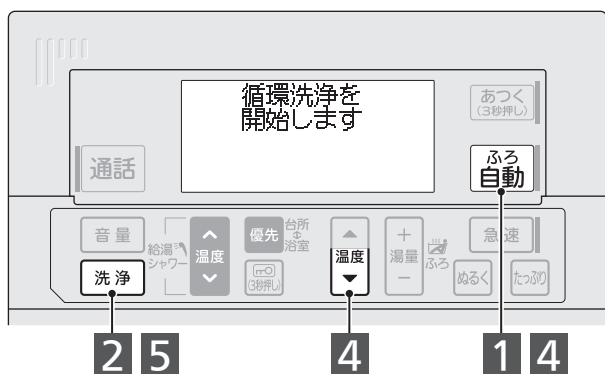 循環洗浄を
開始します
あつく
(3秒押し)
通話
ふろ
自動
音量
給湯
シャワー
温度
優先
台所
浴室
(3秒押し)
温度
+
湯量
−
ふろ
急速
洗浄
ぬるく
たっぷり
2 5
4
1 4